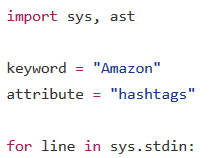 import sys, ast
keyword = "Amazon"
attribute = "hashtags"
for line in sys.stdin: